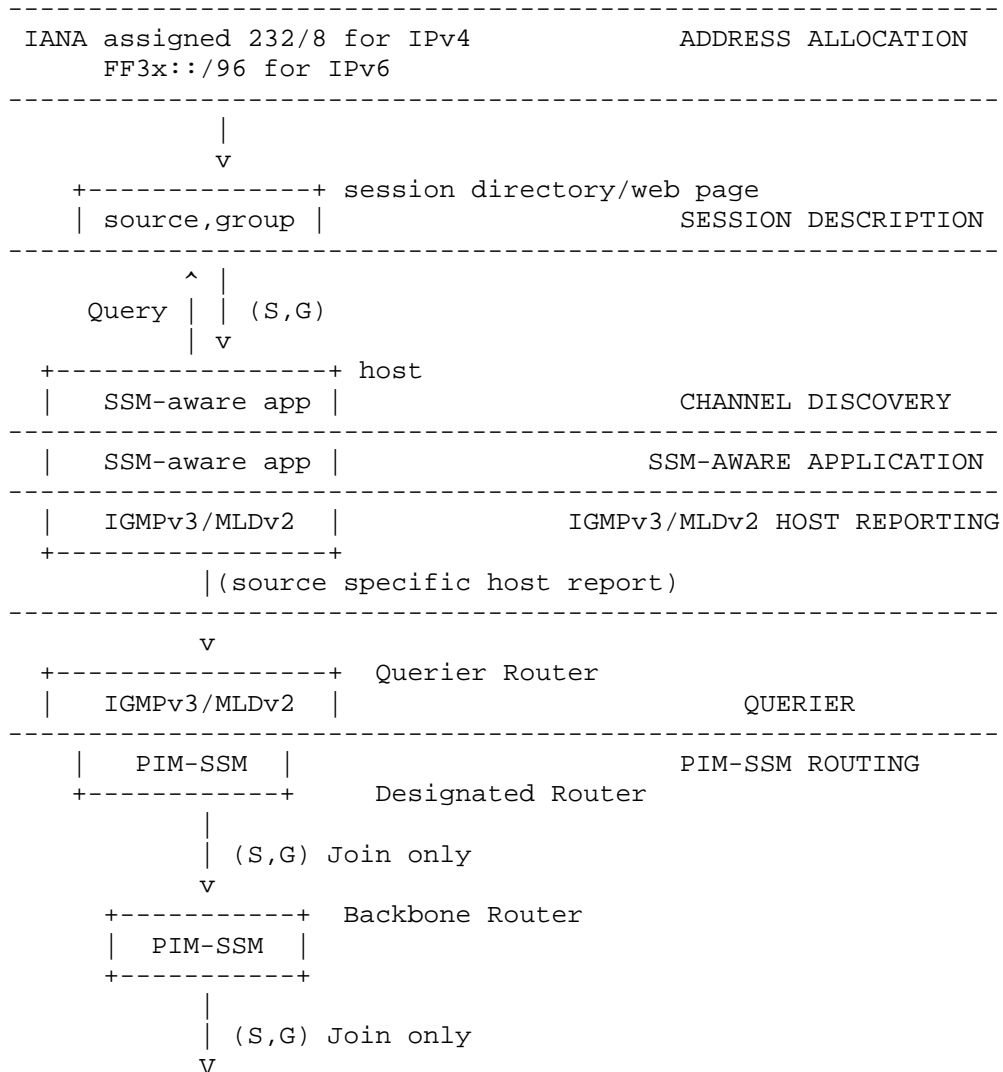 --------------------------------------------------------------
 IANA assigned 232/8 for IPv4             ADDRESS ALLOCATION
      FF3x::/96 for IPv6
--------------------------------------------------------------
             |
             v
    +--------------+ session directory/web page
    | source,group |                      SESSION DESCRIPTION
--------------------------------------------------------------
           ^ |
     Query | | (S,G)
           | v
  +-----------------+ host
  |   SSM-aware app |                     CHANNEL DISCOVERY
--------------------------------------------------------------
  |   SSM-aware app |                   SSM-AWARE APPLICATION
--------------------------------------------------------------
  |   IGMPv3/MLDv2  |              IGMPv3/MLDv2 HOST REPORTING
  +-----------------+
            |(source specific host report)
--------------------------------------------------------------
            v
  +-----------------+  Querier Router
  |   IGMPv3/MLDv2  |                         QUERIER
--------------------------------------------------------------
    |   PIM-SSM  |                        PIM-SSM ROUTING
    +------------+     Designated Router
            |
            | (S,G) Join only
            v
      +-----------+  Backbone Router
      |  PIM-SSM  |
      +-----------+
            |
            | (S,G) Join only
            V